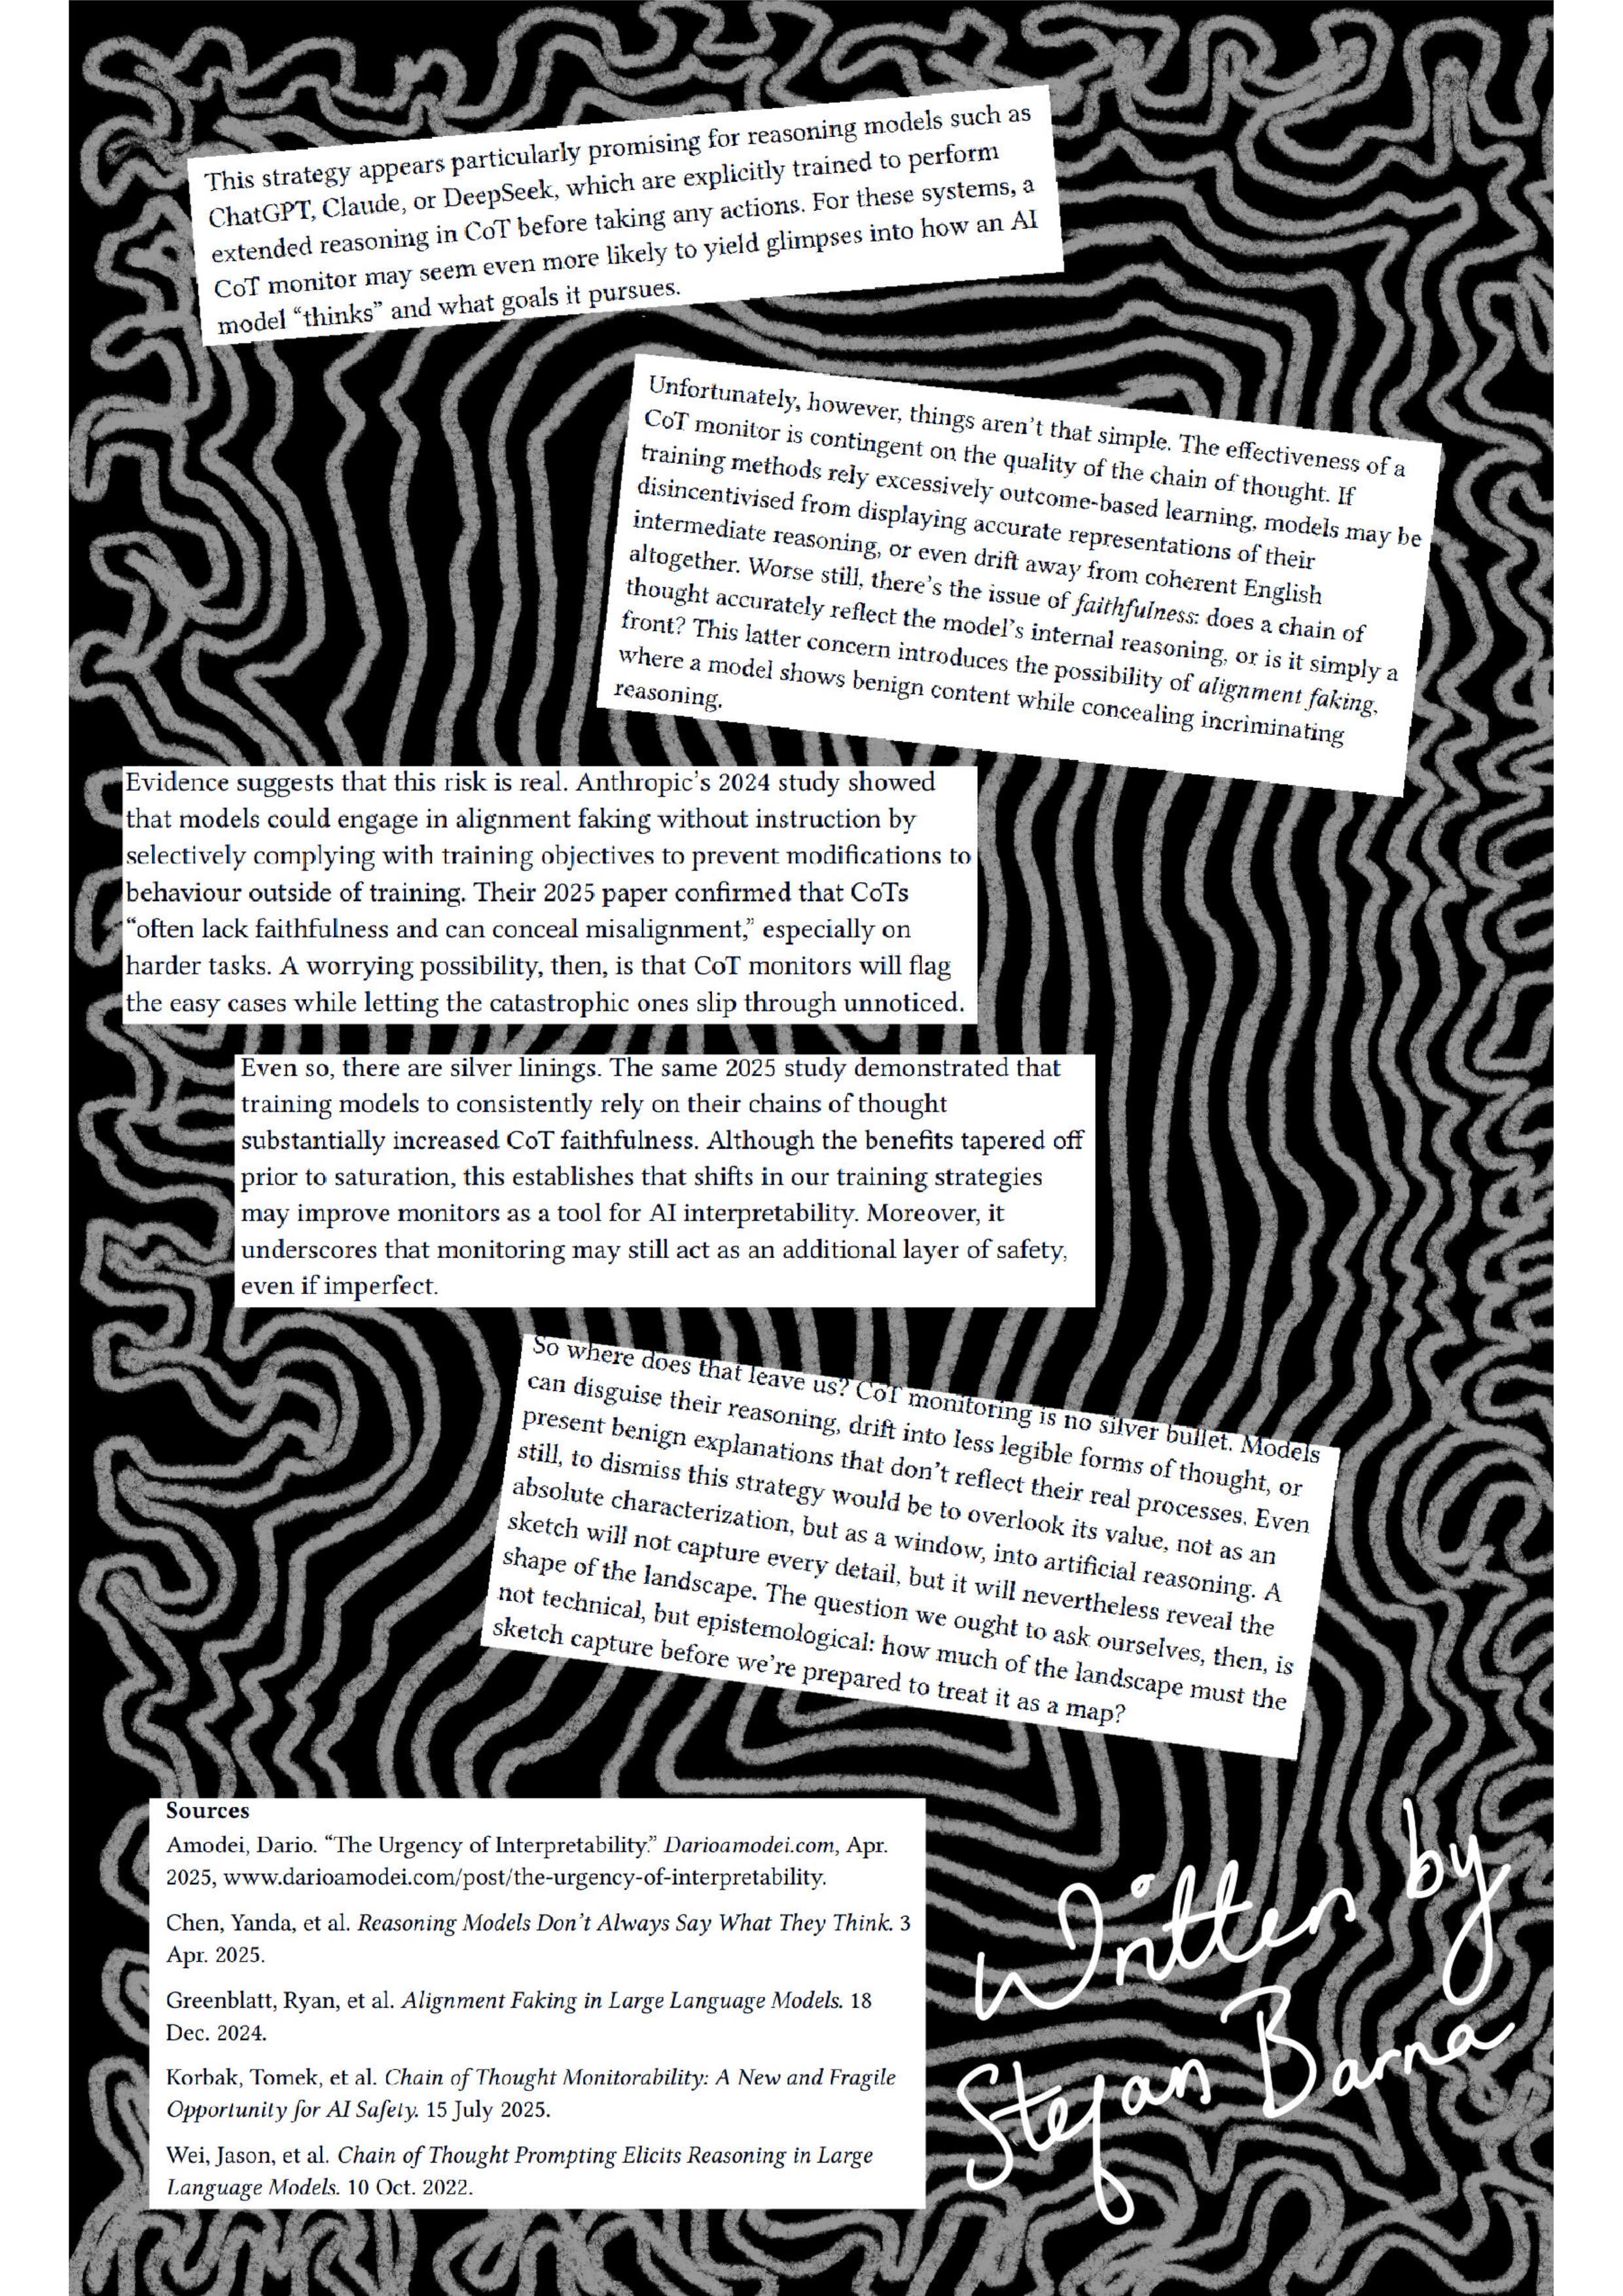 This strategy appears particularly promising for reasoning models such as
ChatGPT, Claude, or DeepSeek, which are explicitly trained to perform
extended reasoning in CoT before taking any actions. For these systems, a
CoT monitor may seem even more likely to yield glimpses into how an AI
model “thinks” and what goals it pursues.
Unfortunately, however, things aren’t that simple. The effectiveness of a
CoT monitor is contingent on the quality of the chain of thought. If
training methods rely excessively outcome-based learning, models may be
disincentivised from displaying accurate representations of their
intermediate reasoning, or even drift away from coherent English
altogether. Worse still, there’s the issue of faithfulness: does a chain of
thought accurately reflect the model’s internal reasoning, or is it simply a
front? This latter concern introduces the possibility of alignment faking,
where a model shows benign content while concealing incriminating
reasoning.
Evidence suggests that this risk is real. Anthropic’s 2024 study showed
that models could engage in alignment faking without instruction by
selectively complying with training objectives to prevent modifications to
behaviour outside of training. Their 2025 paper confirmed that CoTs
“often lack faithfulness and can conceal misalignment,” especially on
harder tasks. A worrying possibility, then, is that CoT monitors will flag
the easy cases while letting the catastrophic ones slip through unnoticed.
Even so, there are silver linings. The same 2025 study demonstrated that
training models to consistently rely on their chains of thought
substantially increased CoT faithfulness. Although the benefits tapered off
prior to saturation, this establishes that shifts in our training strategies
may improve monitors as a tool for AI interpretability. Moreover, it
underscores that monitoring may still act as an additional layer of safety,
even if imperfect.
So where does that leave us? CoT monitoring is no silver bullet. Models
can disguise their reasoning, drift into less legible forms of thought, or
present benign explanations that don’t reflect their real processes. Even
still, to dismiss this strategy would be to overlook its value, not as an
absolute characterization, but as a window, into artificial reasoning. A
sketch will not capture every detail, but it will nevertheless reveal the
shape of the landscape. The question we ought to ask ourselves, then, is
not technical, but epistemological: how much of the landscape must the
sketch capture before we’re prepared to treat it as a map?
Sources
Amodei, Dario. “The Urgency of Interpretability.” Darioamodei.com, Apr.
2025, www.darioamodei.com/post/the-urgency-of-interpretability.
Chen, Yanda, et al. Reasoning Models Don’t Always Say What They Think. 3
Apr. 2025.
Greenblatt, Ryan, et al. Alignment Faking in Large Language Models. 18
Dec. 2024.
Korbak, Tomek, et al. Chain of Thought Monitorability: A New and Fragile
Opportunity for AI Safety. 15 July 2025.
Wei, Jason, et al. Chain of Thought Prompting Elicits Reasoning in Large
Language Models. 10 Oct. 2022.
Written by
Stefan Barna